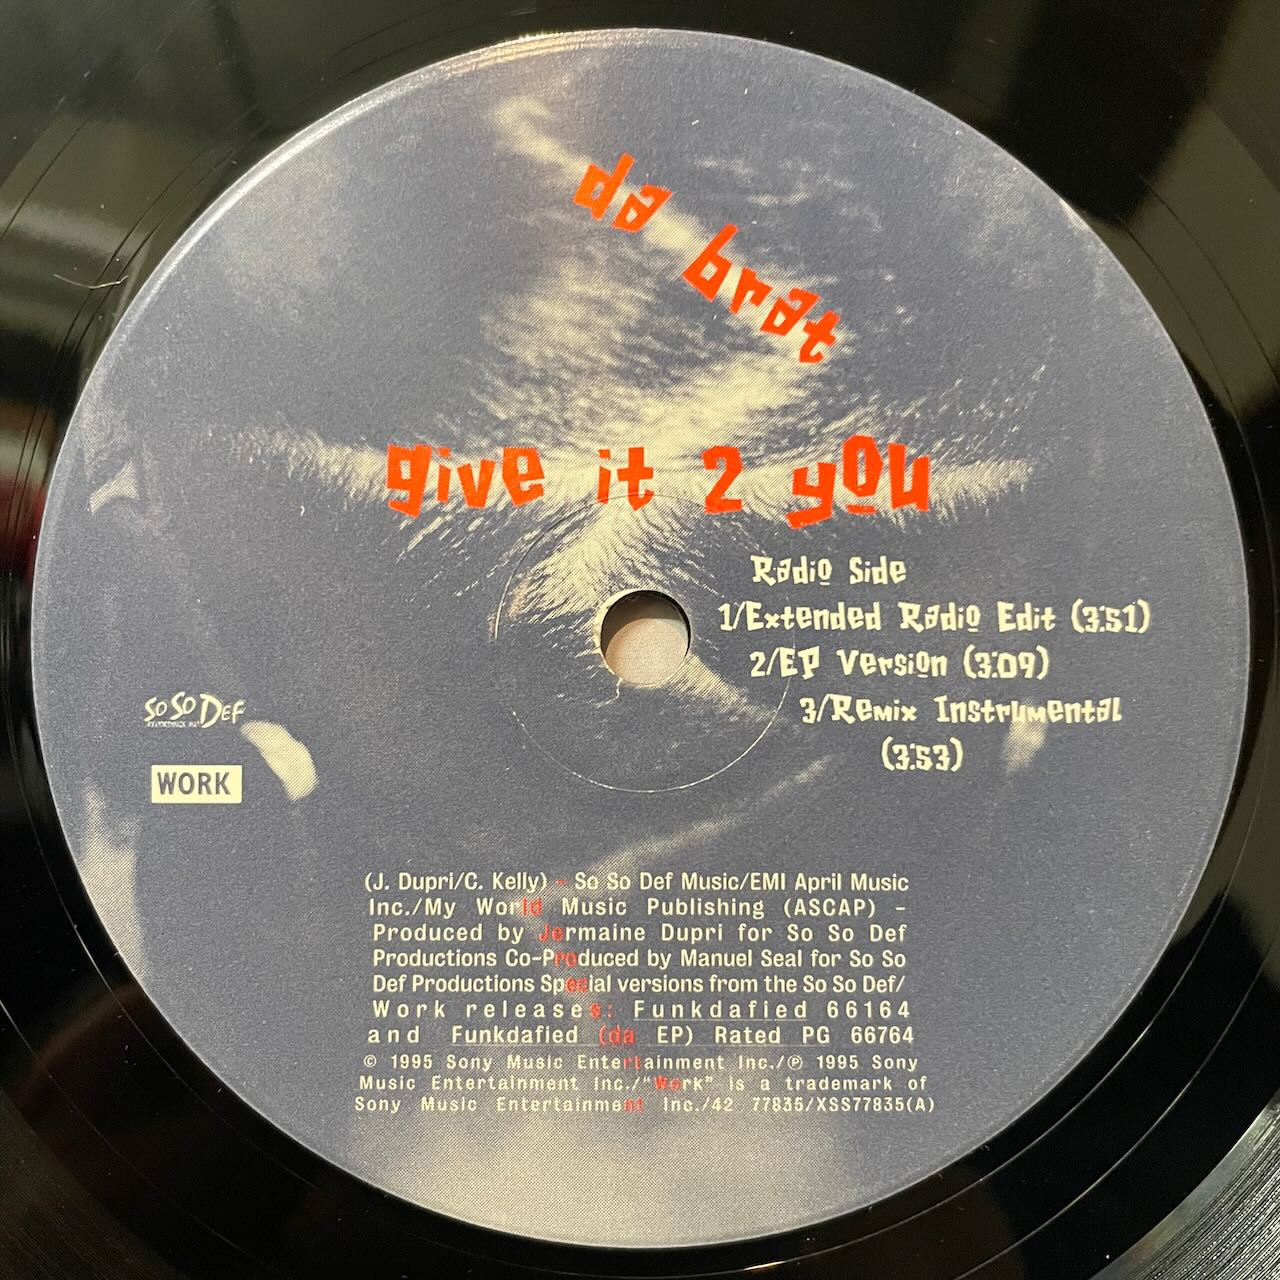 da brat
give it 2 you
Radio Side
1/Extended Radio Edit (3:51)
2/EP Version (3:09)
3/Remix Instrumental
(3:53)
So So Def
WORK
(J. Dupri/C. Kelly) - So So Def Music/EMI April Music
Inc./My World Music Publishing (ASCAP) -
Produced by Jermaine Dupri for So So Def
Productions Co-Produced by Manuel Seal for So So
Def Productions Special versions from the So So Def/
Work releases: Funkdafied 66164
and Funkdafied (da EP) Rated PG 66764
© 1995 Sony Music Entertainment Inc./℗ 1995 Sony
Music Entertainment Inc./"Work" is a trademark of
Sony Music Entertainment Inc./42 77835/XSS77835(A)